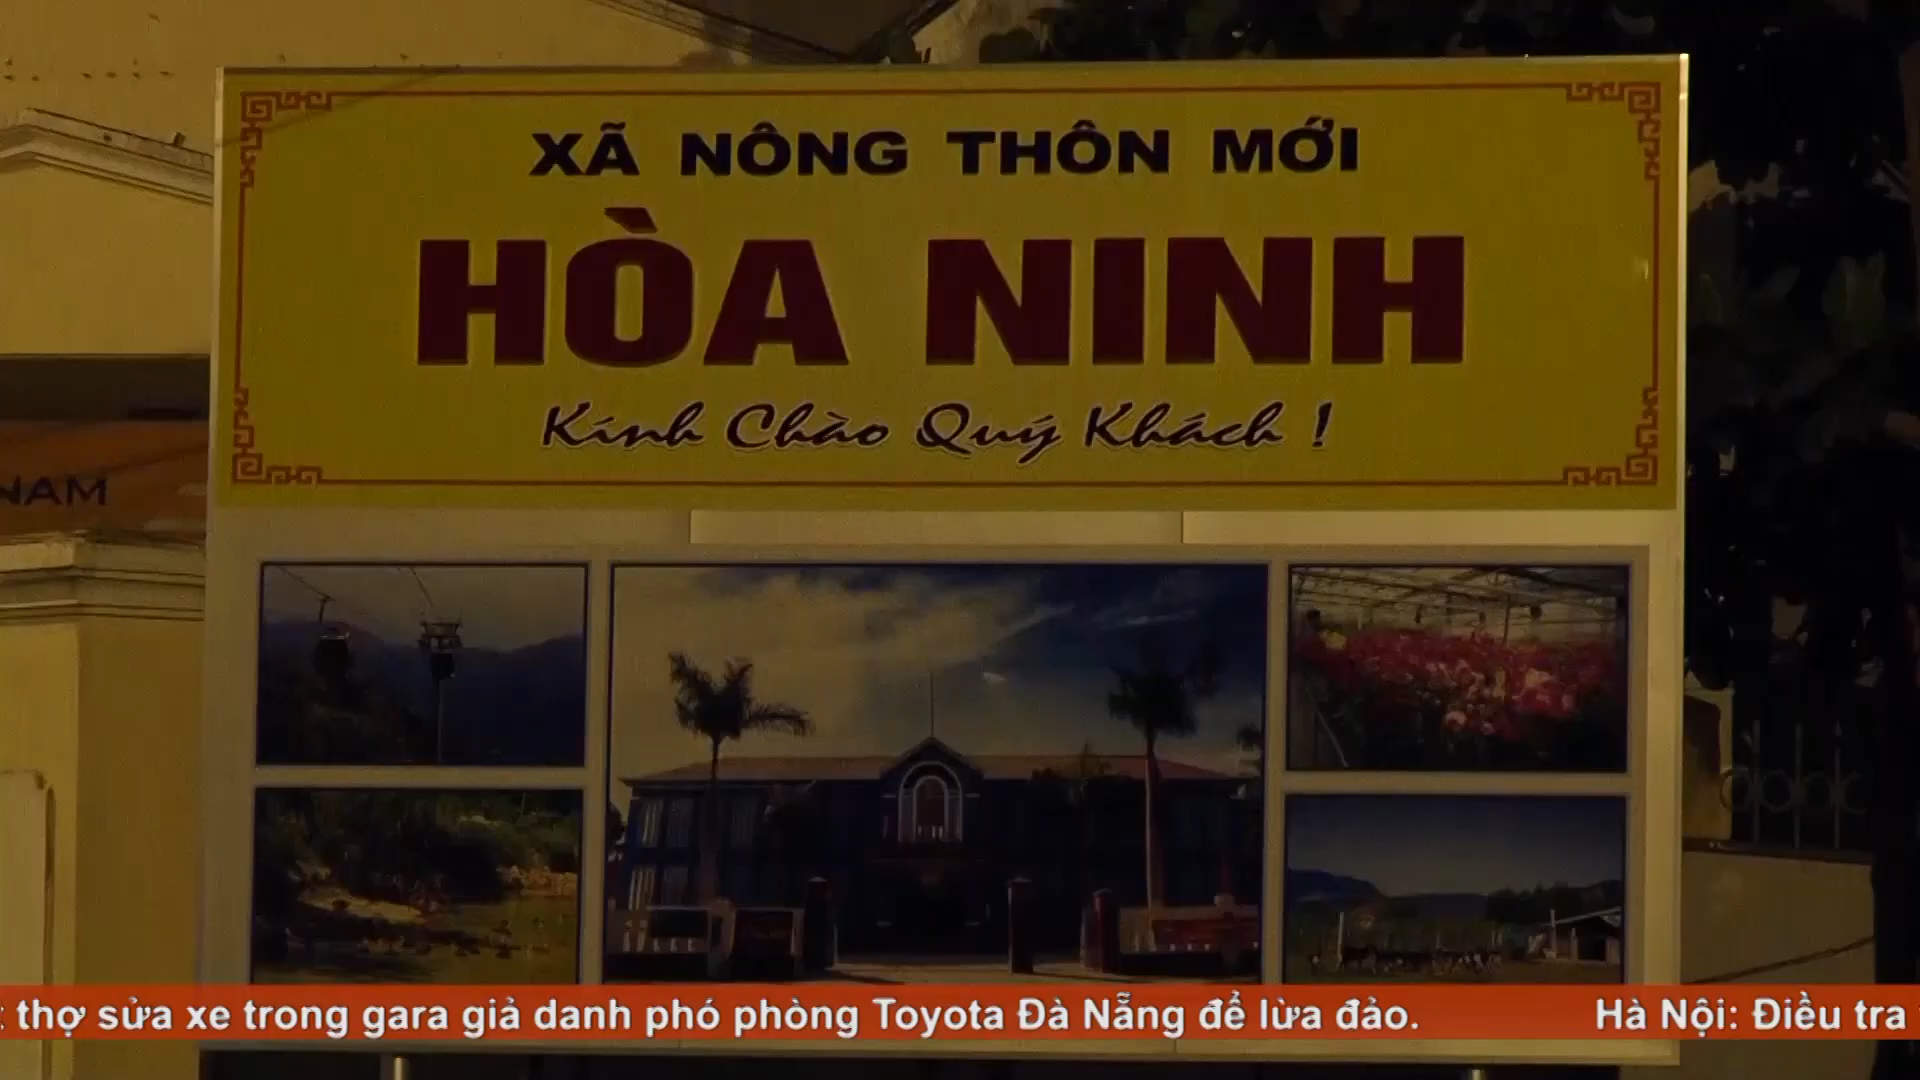 XÃ NÔNG THÔN MỚI
HÒA NINH
Kính Chào Quý Khách !
NAM
thợ sửa xe trong gara giả danh phó phòng Toyota Đà Nẵng để lừa đảo. Hà Nội: Điều tra